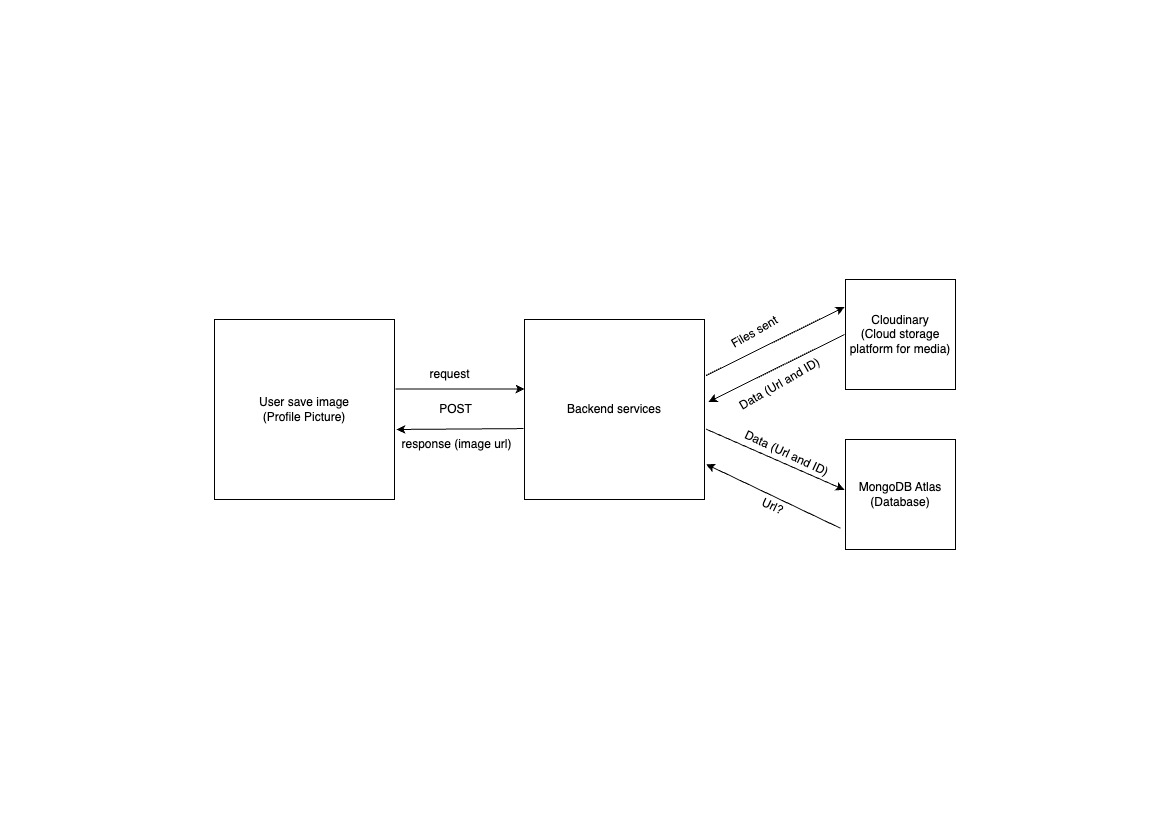 User save image
(Profile Picture)
request
POST
response (image url)
Backend services
Files sent
Data (Url and ID)
Cloudinary
(Cloud storage
platform for media)
Data (Url and ID)
Url?
MongoDB Atlas
(Database)